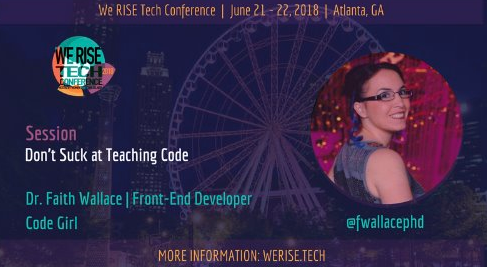 We RISE Tech Conference | June 21 - 22, 2018 | Atlanta, GA
WE RISE
TECH
CONFERENCE
Session
Don't Suck at Teaching Code
Dr. Faith Wallace | Front-End Developer
Code Girl
@fwallacephd
MORE INFORMATION: WERISE.TECH